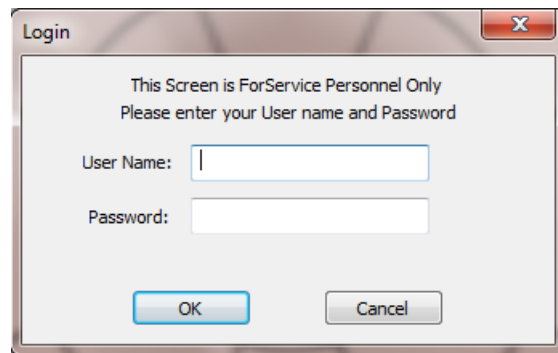 Login
This Screen is ForService Personnel Only
Please enter your User name and Password
User Name:
Password:
OK
Cancel